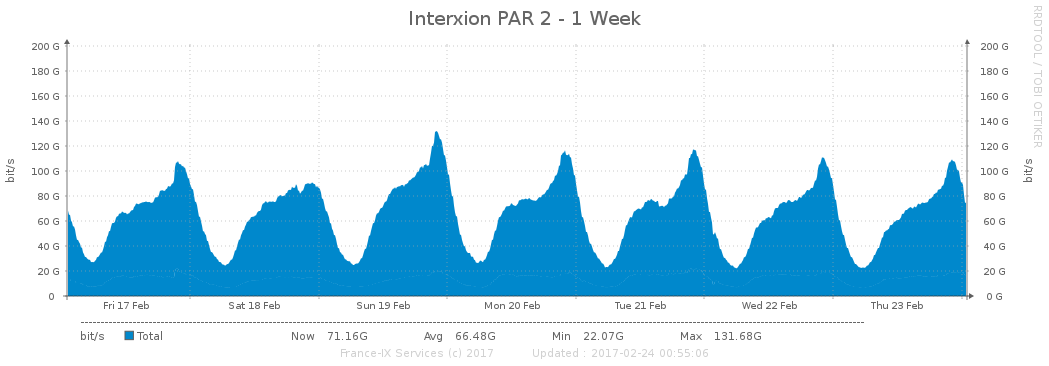 Interxion PAR 2 - 1 Week
RRDTOOL / TOBI OETIKER
bit/s
200 G 200 G
180 G 180 G
160 G 160 G
140 G 140 G
120 G 120 G
100 G 100 G
80 G 80 G
60 G 60 G
40 G 40 G
20 G 20 G
0 0 G
bit/s
Fri 17 Feb Sat 18 Feb Sun 19 Feb Mon 20 Feb Tue 21 Feb Wed 22 Feb Thu 23 Feb
bit/s Total Now 71.16G Avg 66.48G Min 22.07G Max 131.68G
France-IX Services (c) 2017 Updated : 2017-02-24 00:55:06